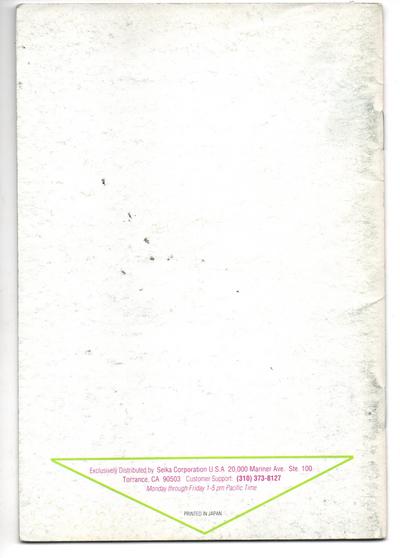 Exclusively Distributed by Seika Corporation U.S.A 20,000 Mariner Ave. Ste 100
Torrance, CA 90503 Customer Support: (310) 373-8127
Monday through Friday 1-5 pm Pacific Time
PRINTED IN JAPAN